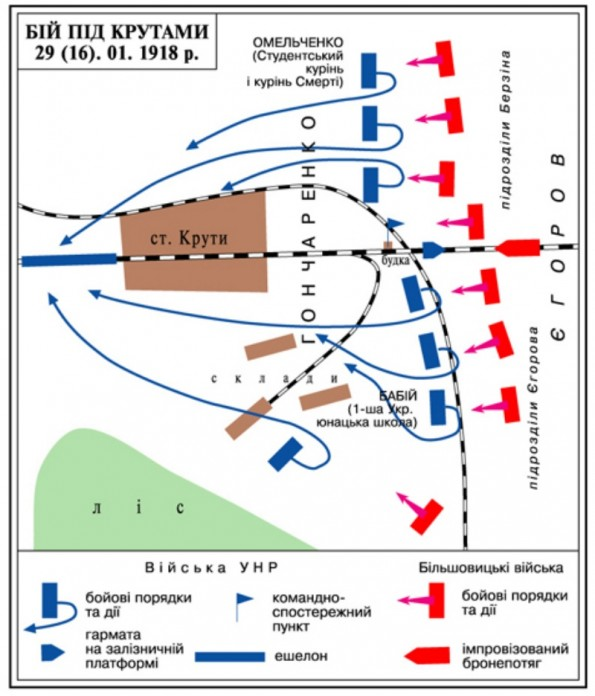 БІЙ ПІД КРУТАМИ
29 (16). 01. 1918 р.
ОМЕЛЬЧЕНКО
(Студентський
курінь
і курінь Смерті)
підрозділи Берзіна
ЄГОРОВ
ГОНЧАРЕНКО
ст. Крути
будка
склади
БАБІЙ
(1-ша Укр.
юнацька школа)
підрозділи Єгорова
ліс
Війська УНР
Більшовицькі війська
бойові порядки
та дії
командно-
спостережний
пункт
бойові порядки
та дії
гармата
на залізничній
платформі
ешелон
імпровізований
бронепотяг